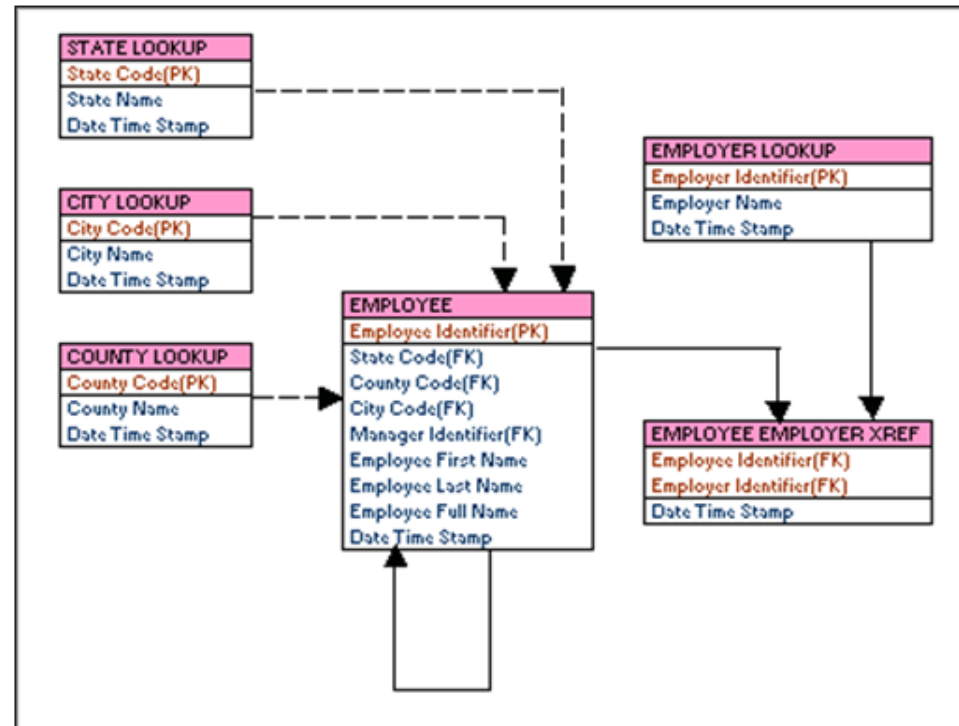 STATE LOOKUP
State Code(PK)
State Name
Date Time Stamp
CITY LOOKUP
City Code(PK)
City Name
Date Time Stamp
COUNTY LOOKUP
County Code(PK)
County Name
Date Time Stamp
EMPLOYEE
Employee Identifier(PK)
State Code(FK)
County Code(FK)
City Code(FK)
Manager Identifier(FK)
Employee First Name
Employee Last Name
Employee Full Name
Date Time Stamp
EMPLOYER LOOKUP
Employer Identifier(PK)
Employer Name
Date Time Stamp
EMPLOYEE EMPLOYER XREF
Employee Identifier(FK)
Employer Identifier(FK)
Date Time Stamp